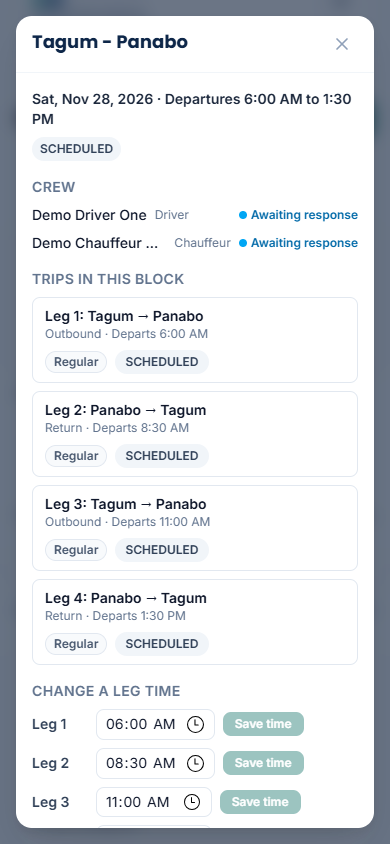 Tagum – Panabo
Sat, Nov 28, 2026 · Departures 6:00 AM to 1:30
PM
SCHEDULED
CREW
Demo Driver One Driver Awaiting response
Demo Chauffeur ... Chauffeur Awaiting response
TRIPS IN THIS BLOCK
Leg 1: Tagum → Panabo
Outbound · Departs 6:00 AM
Regular SCHEDULED
Leg 2: Panabo → Tagum
Return · Departs 8:30 AM
Regular SCHEDULED
Leg 3: Tagum → Panabo
Outbound · Departs 11:00 AM
Regular SCHEDULED
Leg 4: Panabo → Tagum
Return · Departs 1:30 PM
Regular SCHEDULED
CHANGE A LEG TIME
Leg 1 06:00 AM Save time
Leg 2 08:30 AM Save time
Leg 3 11:00 AM Save time